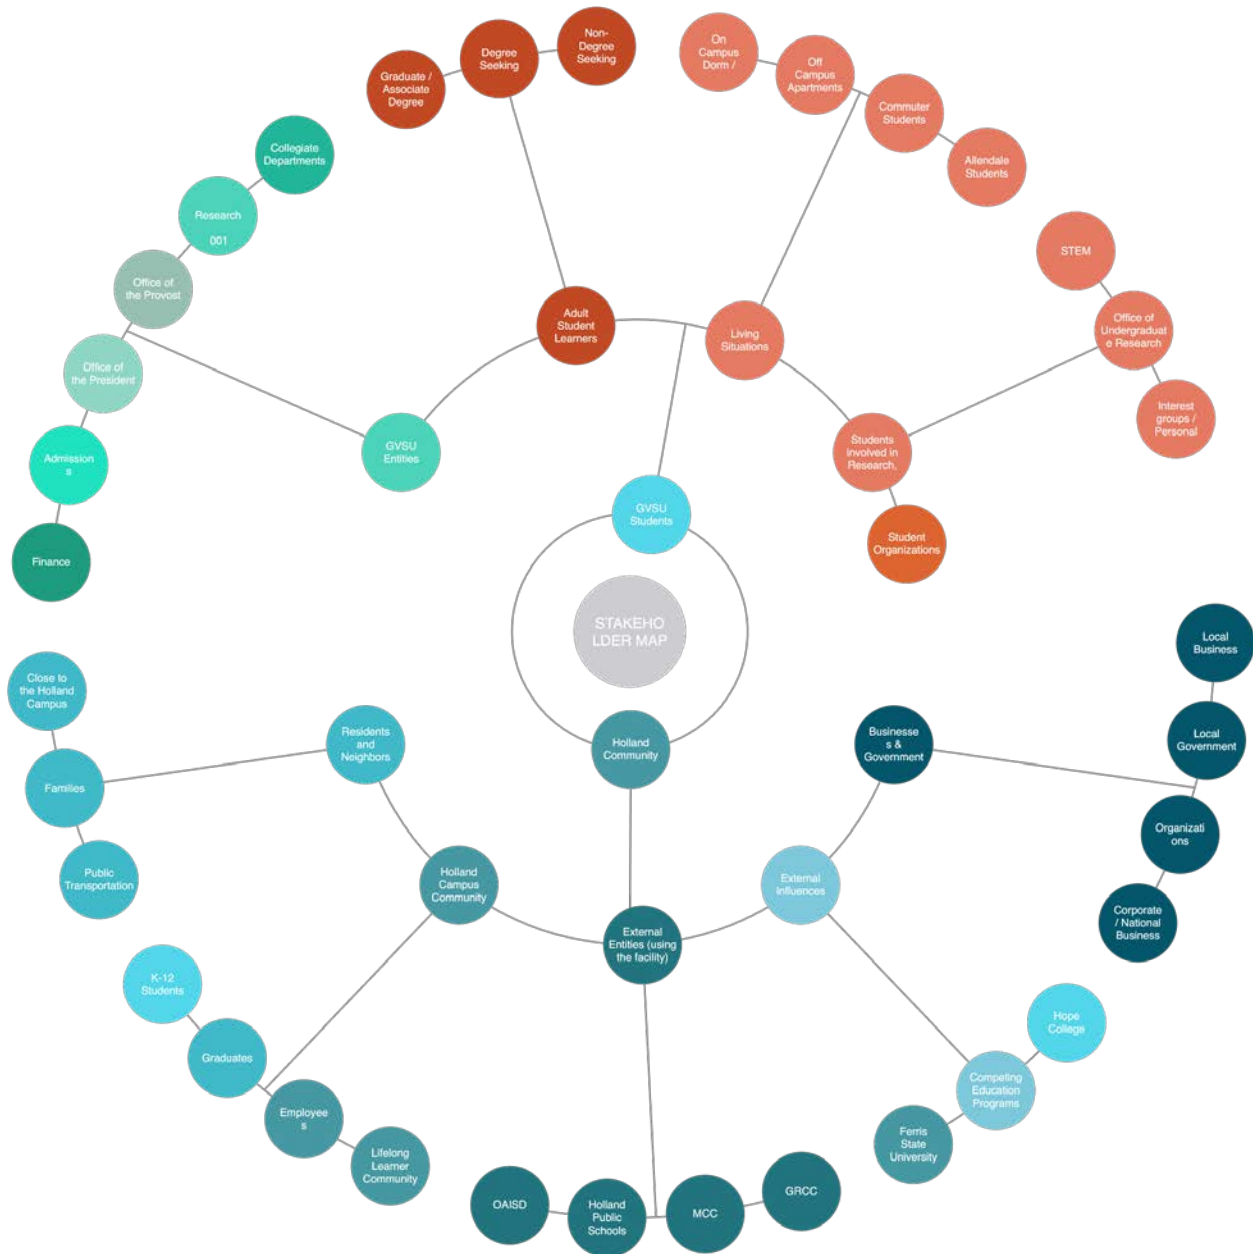 Non-
Degree
Seeking
Degree
Seeking
Graduate /
Associate
Degree
On
Campus
Dorm /
Off
Campus
Apartments
Commuter
Students
Allendale
Students
Collegiate
Departments
Research
001
Office of
the Provost
Office of
the President
Admission
s
Finance
STEM
Office of
Undergraduat
e Research
Interest
groups /
Personal
Adult
Student
Learners
Living
Situations
GVSU
Entities
Students
involved in
Research,
Student
Organizations
GVSU
Students
STAKEHO
LDER MAP
Holland
Community
Close to
the Holland
Campus
Families
Public
Transportation
Residents
and
Neighbors
Businesse
s &
Government
Local
Business
Local
Government
Organizati
ons
Corporate
/ National
Business
Holland
Campus
Community
External
Influences
External
Entities (using
the facility)
K-12
Students
Graduates
Employee
s
Lifelong
Learner
Community
Hope
College
Competing
Education
Programs
Ferris
State
University
OAISD
Holland
Public
Schools
MCC
GRCC